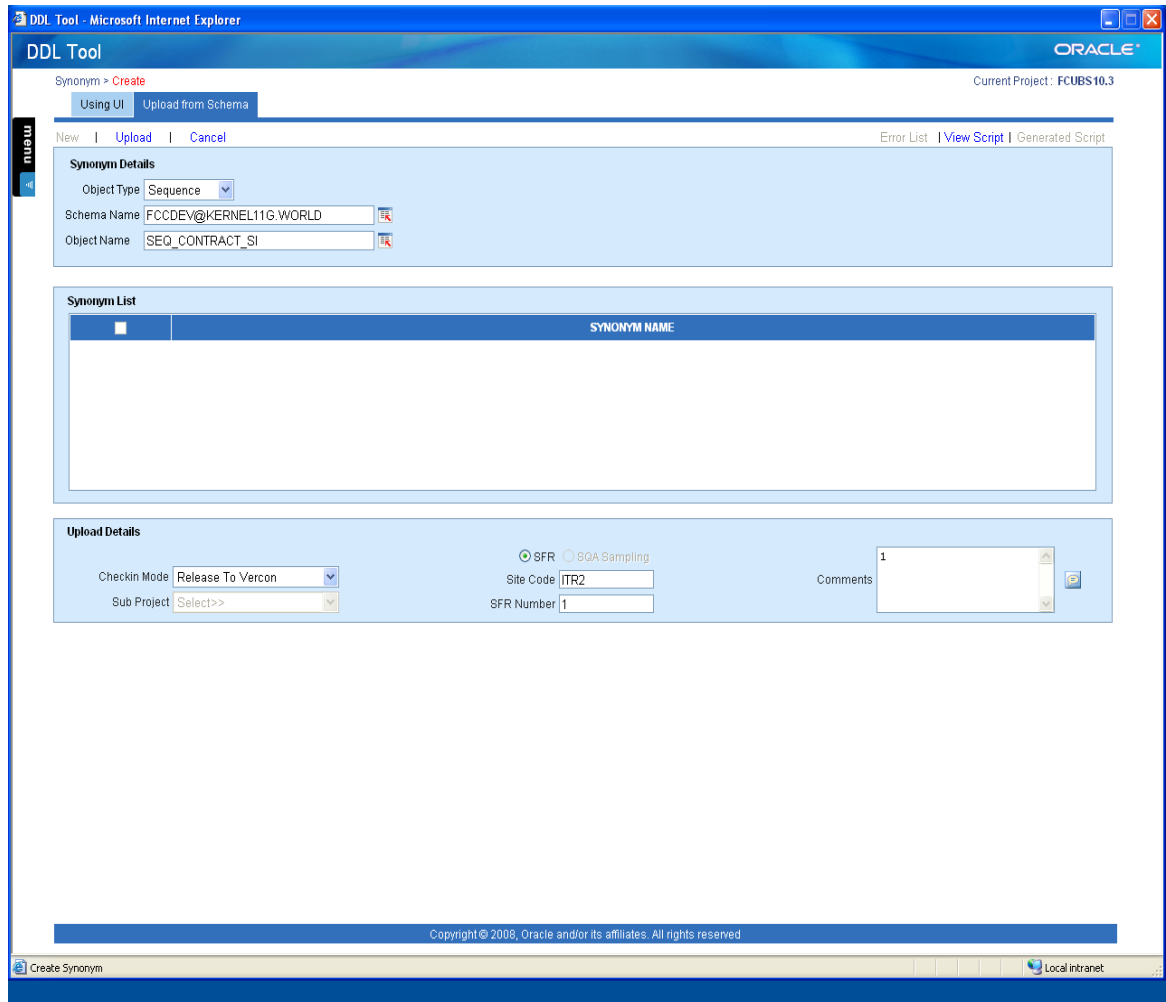 DDL Tool - Microsoft Internet Explorer
DDL Tool
ORACLE
Synonym > Create
Current Project : FCUBS10.3
Using UI
Upload from Schema
menu
New | Upload | Cancel
Error List | View Script | Generated Script
Synonym Details
Object Type Sequence
Schema Name FCCDEV@KERNEL11G.WORLD
Object Name SEQ_CONTRACT_SI
Synonym List
SYNONYM NAME
Upload Details
SFR SQA Sampling
Checkin Mode Release To Vercon
Site Code ITR2
Comments 1
Sub Project Select>>
SFR Number 1
Copyright © 2008, Oracle and/or its affiliates. All rights reserved
Create Synonym
Local intranet